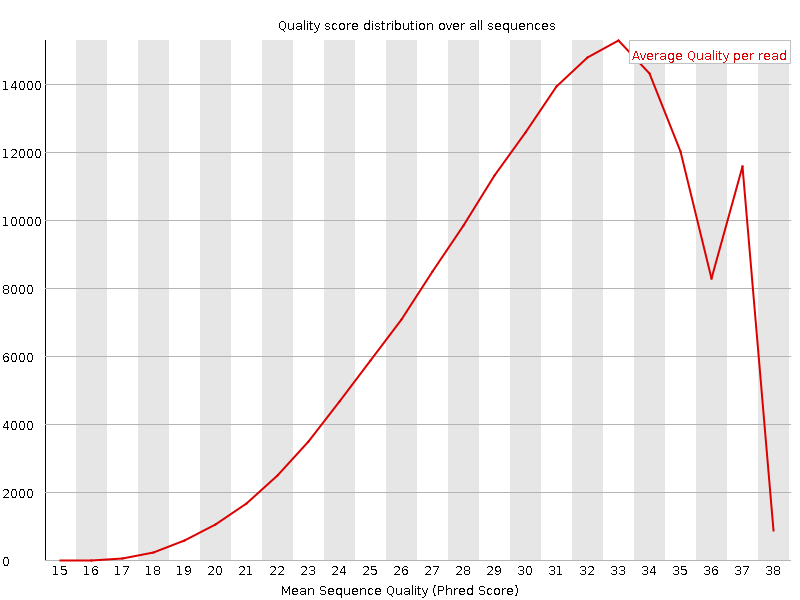 Quality score distribution over all sequences
Average Quality per read
14000
12000
10000
8000
6000
4000
2000
0
15 16 17 18 19 20 21 22 23 24 25 26 27 28 29 30 31 32 33 34 35 36 37 38
Mean Sequence Quality (Phred Score)